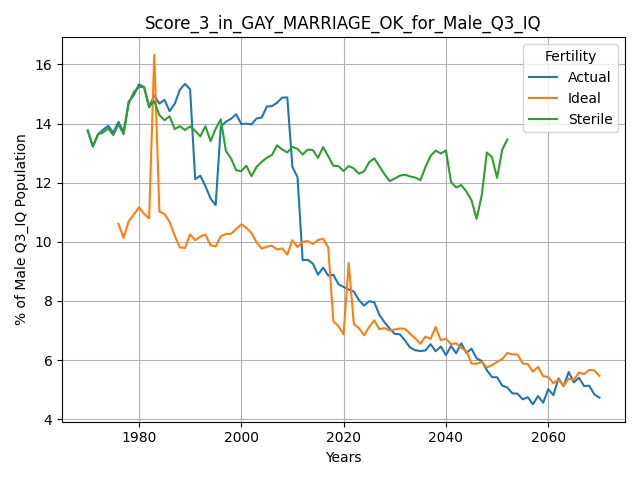 Score_3_in_GAY_MARRIAGE_OK_for_Male_Q3_IQ
Fertility
Actual
Ideal
Sterile
% of Male Q3_IQ Population
16
14
12
10
8
6
4
1980
2000
2020
2040
2060
Years